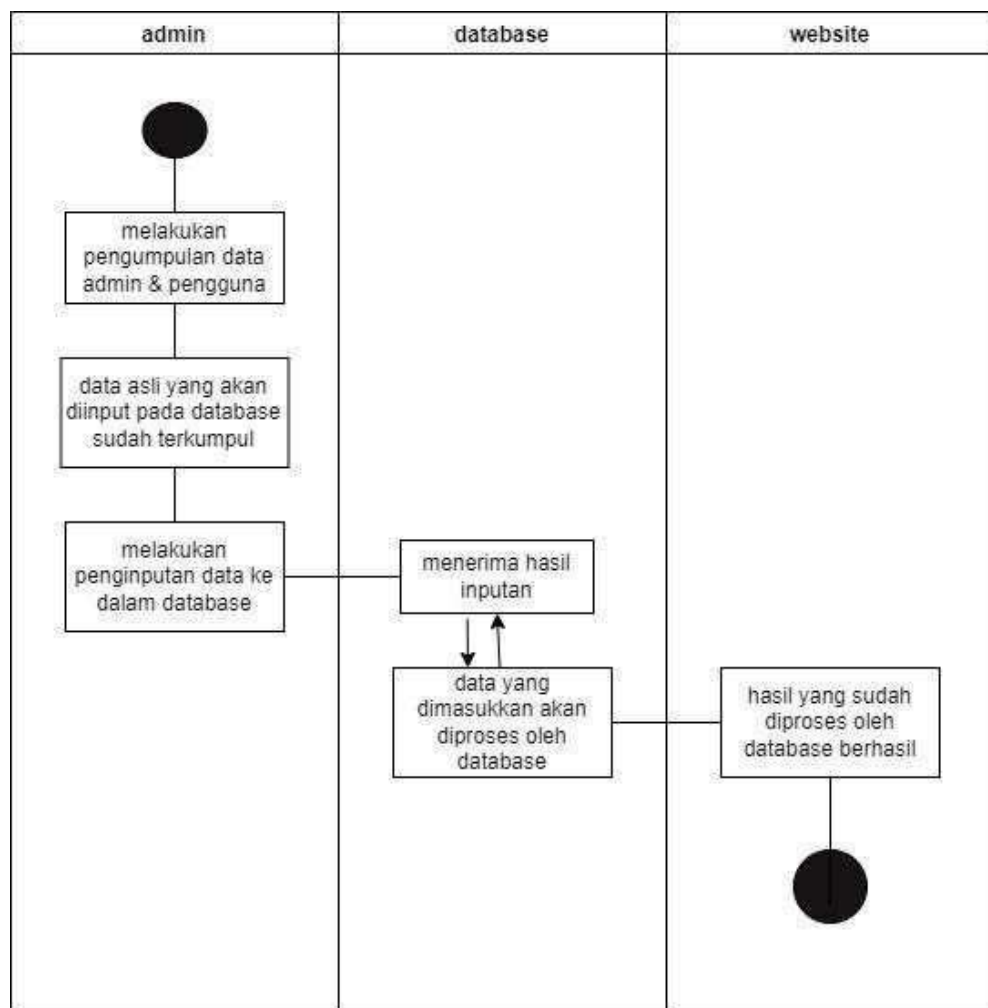 admin
database
website
melakukan
pengumpulan data
admin & pengguna
data asli yang akan
diinput pada database
sudah terkumpul
melakukan
penginputan data ke
dalam database
menerima hasil
inputan
data yang
dimasukkan akan
diproses oleh
database
hasil yang sudah
diproses oleh
database berhasil